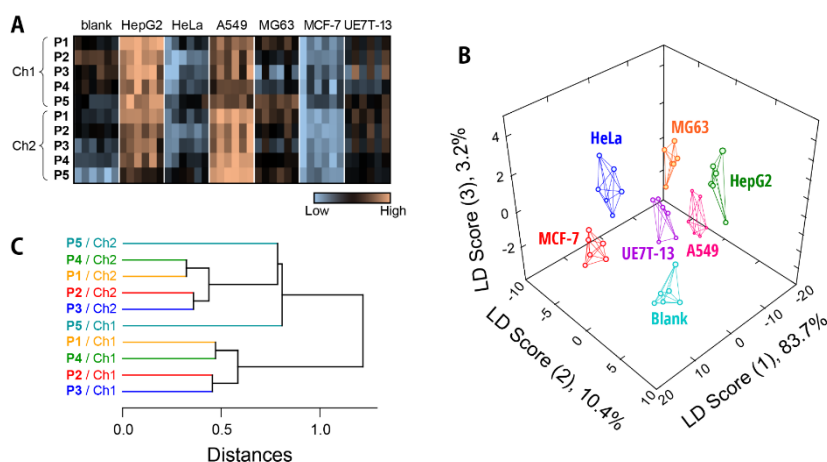 A
blank HepG2 HeLa A549 MG63 MCF-7 UE7T-13
Ch1
P1
P2
P3
P4
P5
Ch2
P1
P2
P3
P4
P5
Low High
B
LD Score (3), 3.2%
4
2
0
-2
-10
-5
0
5
10
LD Score (2), 10.4%
20
10
0
-10
-20
LD Score (1), 83.7%
HeLa
MG63
HepG2
MCF-7
UE7T-13
A549
Blank
C
P5 / Ch2
P4 / Ch2
P1 / Ch2
P2 / Ch2
P3 / Ch2
P5 / Ch1
P1 / Ch1
P4 / Ch1
P2 / Ch1
P3 / Ch1
0.0 1.0
Distances